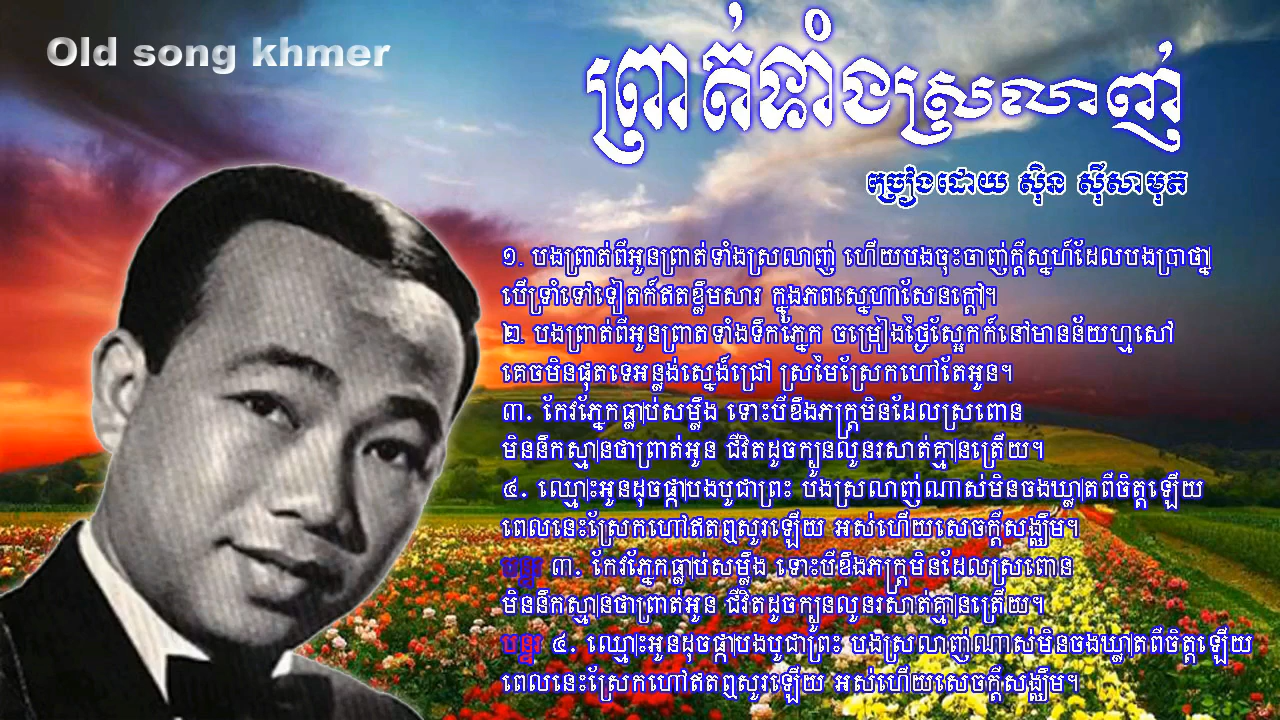 Old song khmer
ព្រាត់ទាំងស្រលាញ់
ច្រៀងដោយ ស៊ិន ស៊ីសាមុត
១. បងព្រាត់ពីអូនព្រាត់ទាំងស្រលាញ់ ហើយបងចុះចាញ់ក្តីស្នេហ៍ដែលបងប្រាថ្នា
បើទ្រាំទៅទៀតក៍ឥតខ្លឹមសារ ក្នុងភពស្នេហាសែនក្តៅ។
២. បងព្រាត់ពីអូនព្រាតទាំងទឹកភ្នែក ចម្រៀងថ្ងៃស្អែកក៍នៅមានន័យហ្មសៅ
គេចមិនផុតទេអន្លង់ស្នេង៍ជ្រៅ ស្រមៃស្រែកហៅតែអូន។
៣. កែវភ្នែកធ្លាប់សម្លឹង ទោះបីខឹងភក្ត្រមិនដែលស្រពោន
មិននឹកស្មានថាព្រាត់អូន ជីវិតដូចក្បូនលូនរសាត់គ្មានត្រើយ។
៤. ឈ្មោះអូនដុចផ្កាបងបូជាព្រះ បងស្រលាញ់ណាស់មិនចងឃ្លាតពីចិត្តឡើយ
ពេលនេះស្រែកហៅឥតឮសូរឡើយ អស់ហើយសេចក្តីសង្ឃឹម។
បន្ទរ ៣. កែវភ្នែកធ្លាប់សម្លឹង ទោះបីខឹងភក្ត្រមិនដែលស្រពោន
មិននឹកស្មានថាព្រាត់អូន ជីវិតដូចក្បូនលូនរសាត់គ្មានត្រើយ។
បន្ទរ ៤. ឈ្មោះអូនដុចផ្កាបងបូជាព្រះ បងស្រលាញ់ណាស់មិនចងឃ្លាតពីចិត្តឡើយ
ពេលនេះស្រែកហៅឥតឮសូរឡើយ អស់ហើយសេចក្តីសង្ឃឹម។